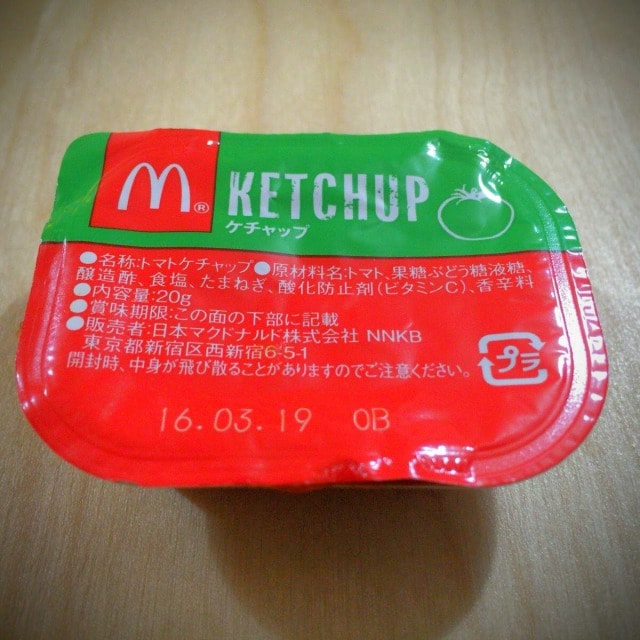 M®
KETCHUP
ケチャップ
●名称:トマトケチャップ●原材料名:トマト、果糖ぶどう糖液糖、
醸造酢、食塩、たまねぎ、酸化防止剤(ビタミンC)、香辛料
●内容量:20g
●賞味期限:この面の下部に記載
●販売者:日本マクドナルド株式会社 NNKB
東京都新宿区西新宿6-5-1
開封時、中身が飛び散ることがありますのでご注意ください。
プラ
16.03.19 OB